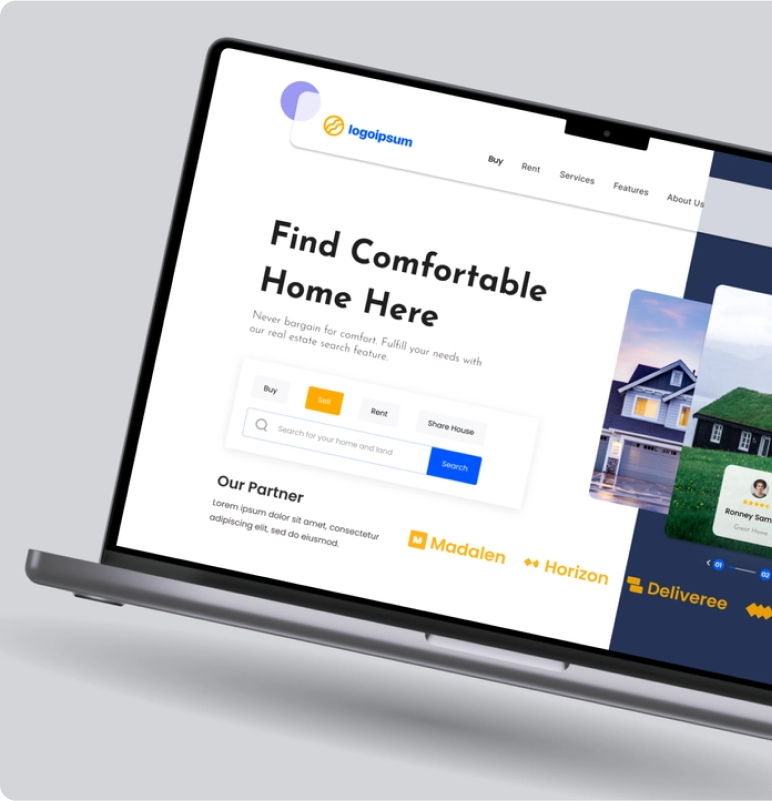 logoipsum
Buy
Rent
Services
Features
About Us
Find Comfortable
Home Here
Never bargain for comfort. Fulfill your needs with
our real estate search feature.
Buy
Sell
Rent
Share House
Search for your home and land
Search
Our Partner
Lorem ipsum dolor sit amet, consectetur
adipiscing elit, sed do eiusmod.
M Madalen
Horizon
Deliveree
Ronney Sam
Great Home
01
02